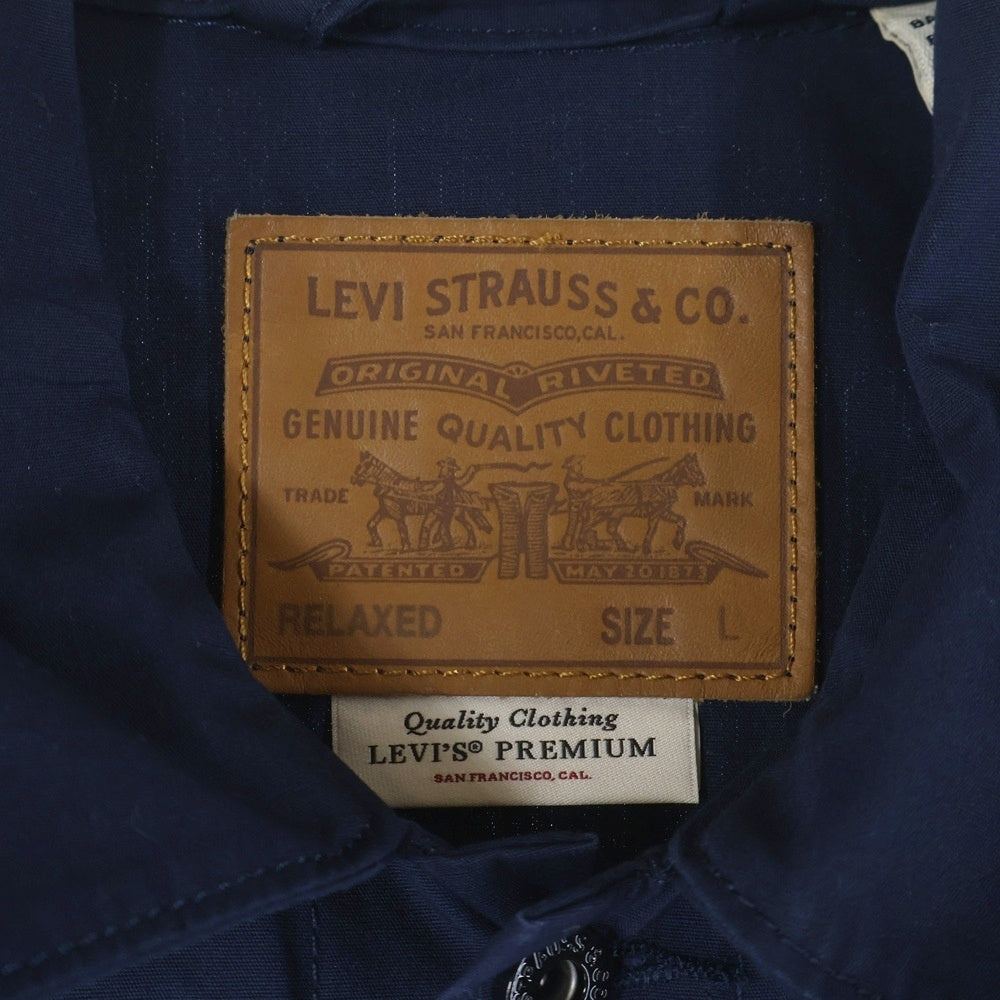 LEVI STRAUSS & CO.
SAN FRANCISCO, CAL.
ORIGINAL RIVETED
GENUINE QUALITY CLOTHING
TRADE MARK
PATENTED MAY 20 1873
RELAXED SIZE L
Quality Clothing
LEVI'S® PREMIUM
SAN FRANCISCO, CAL.